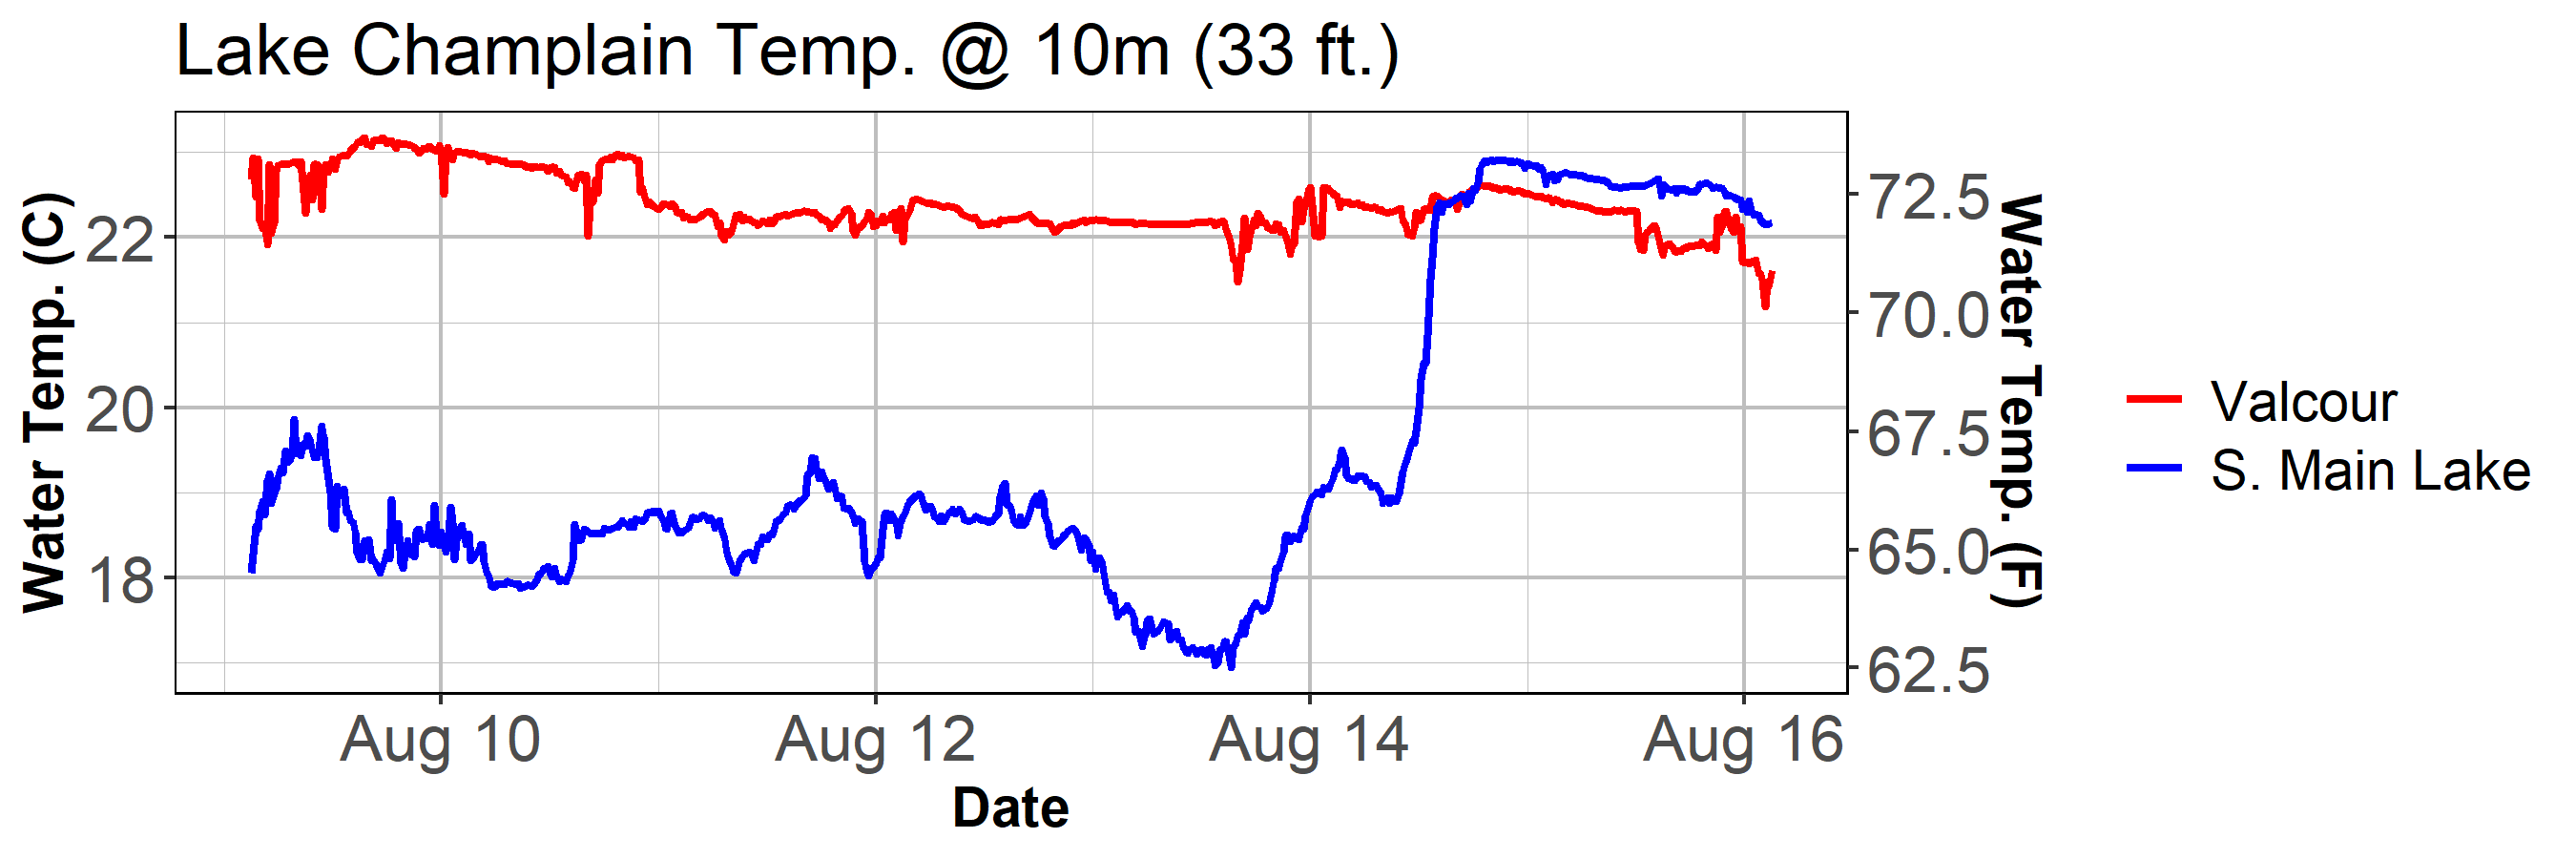 Lake Champlain Temp. @ 10m (33 ft.)
Water Temp. (C)
22
20
18
72.5
70.0
67.5
65.0
62.5
Water Temp. (F)
Aug 10
Aug 12
Aug 14
Aug 16
Date
Valcour
S. Main Lake